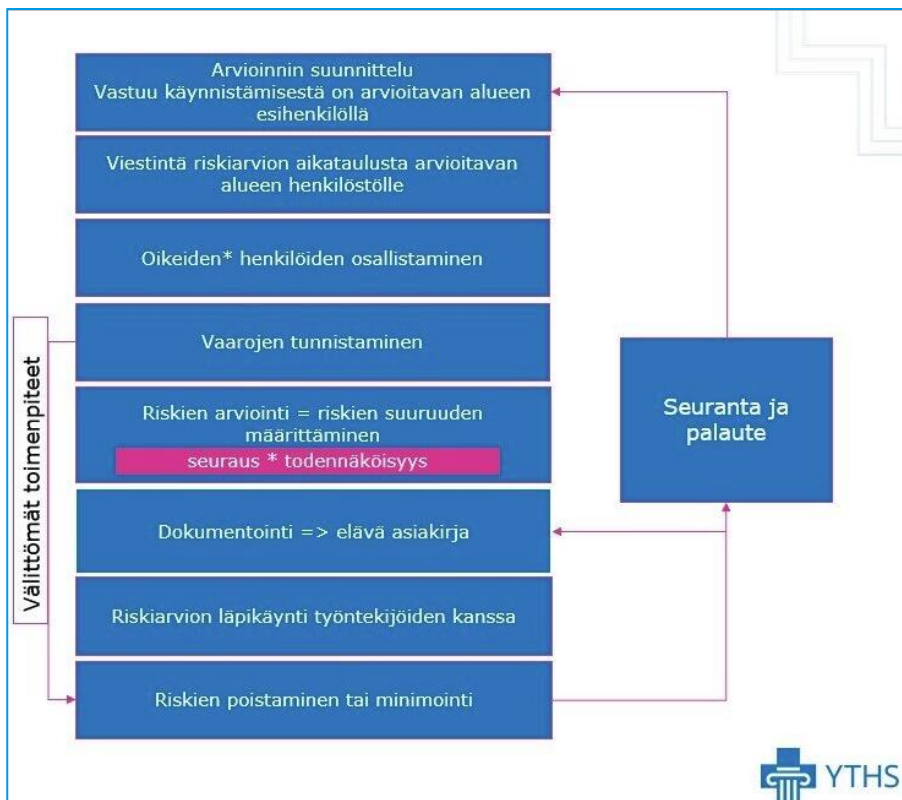 Arvioinnin suunnittelu
Vastuu käynnistämisestä on arvioitavan alueen
esihenkilöllä
Viestintä riskiarvion aikataulusta arvioitavan
alueen henkilöstölle
Oikeiden* henkilöiden osallistaminen
Vaarojen tunnistaminen
Riskien arviointi = riskien suuruuden
määrittäminen
seuraus * todennäköisyys
Dokumentointi => elävä asiakirja
Riskiarvion läpikäynti työntekijöiden kanssa
Riskien poistaminen tai minimointi
Välittömät toimenpiteet
Seuranta ja
palaute
YTHS